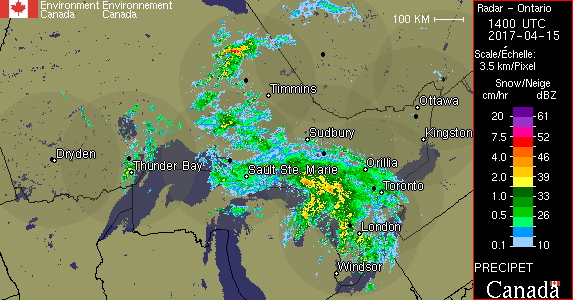 Environment Environnement
Canada Canada
100 KM
Timmins
Ottawa
Sudbury
Kingston
Dryden
Thunder Bay
Sault Ste. Marie
Orillia
Toronto
London
Windsor
Radar - Ontario
1400 UTC
2017-04-15
Scale/Échelle:
3.5 km/Pixel
Snow/Neige
cm/hr dBZ
20 61
7.5 52
4.0 46
2.0 39
1.0 33
0.5 26
0.1 10
PRECIPET
Canada